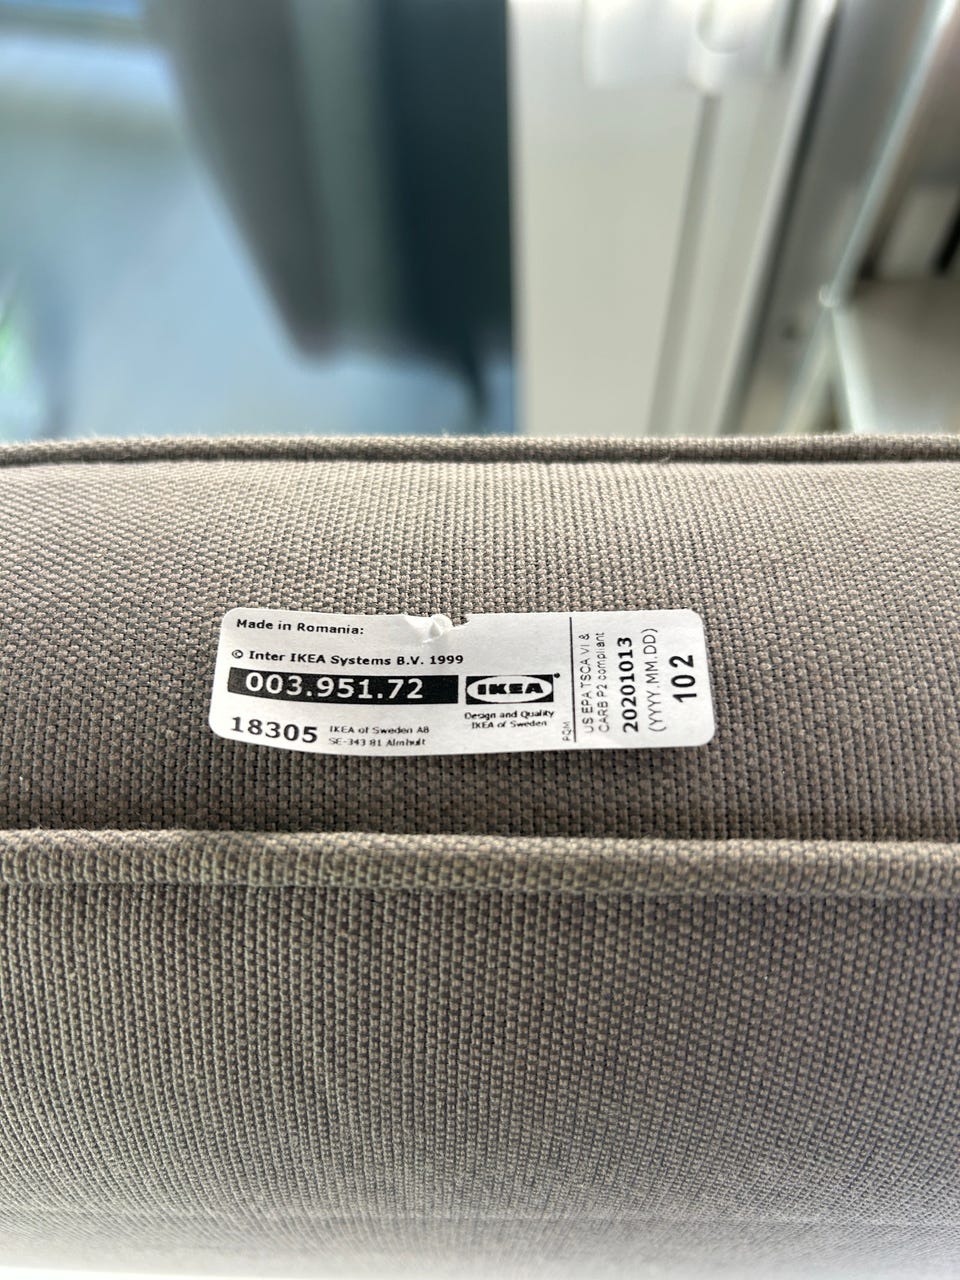 Made in Romania:
© Inter IKEA Systems B.V. 1999
003.951.72
IKEA®
Design and Quality
IKEA of Sweden
18305
IKEA of Sweden AB
SE-343 81 Älmhult
PQM
US EPA TSCA VI &
CARB P2 compliant
20201013
(YYYY.MM.DD)
102